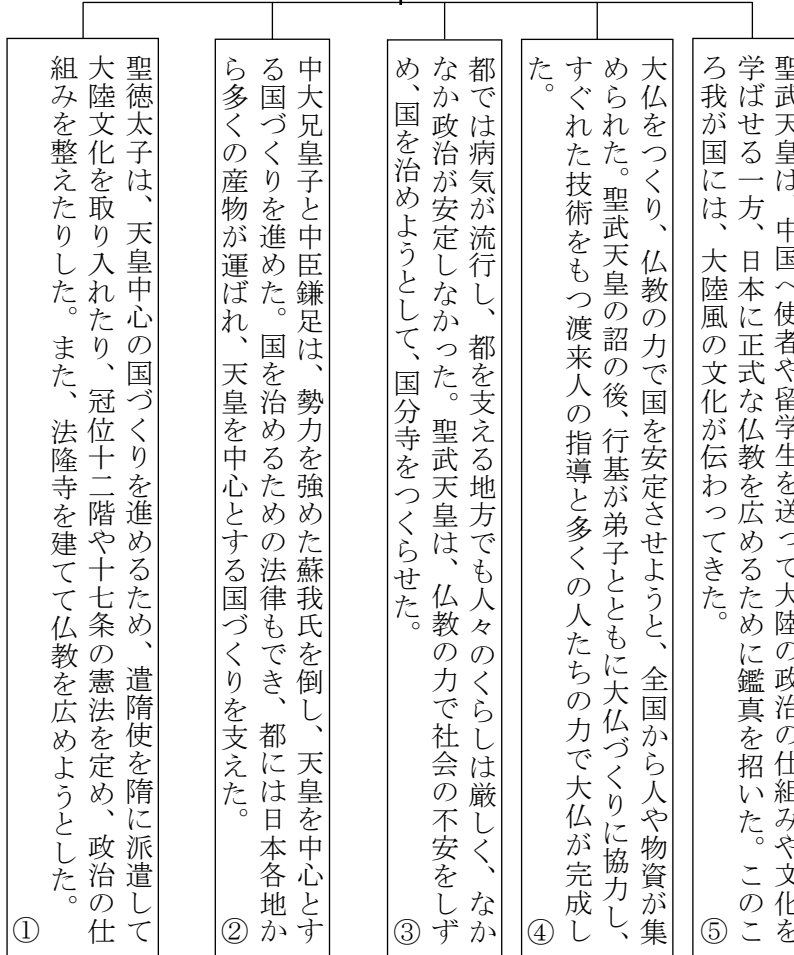 聖武天皇は、中国へ使者や留学生を送って大陸の政治の仕組みや文化を
学ばせる一方、日本に正式な仏教を広めるために鑑真を招いた。このこ
ろ我が国には、大陸風の文化が伝わってきた。
⑤
大仏をつくり、仏教の力で国を安定させようと、全国から人や物資が集
められた。聖武天皇の詔の後、行基が弟子とともに大仏づくりに協力し、
すぐれた技術をもつ渡来人の指導と多くの人たちの力で大仏が完成し
た。
④
都では病気が流行し、都を支える地方でも人々のくらしは厳しく、なか
なか政治が安定しなかった。聖武天皇は、仏教の力で社会の不安をしず
め、国を治めようとして、国分寺をつくらせた。
③
中大兄皇子と中臣鎌足は、勢力を強めた蘇我氏を倒し、天皇を中心とす
る国づくりを進めた。国を治めるための法律もでき、都には日本各地か
ら多くの産物が運ばれ、天皇を中心とする国づくりを支えた。
②
聖徳太子は、天皇中心の国づくりを進めるため、遣隋使を隋に派遣して
大陸文化を取り入れたり、冠位十二階や十七条の憲法を定め、政治の仕
組みを整えたりした。また、法隆寺を建てて仏教を広めようとした。
①